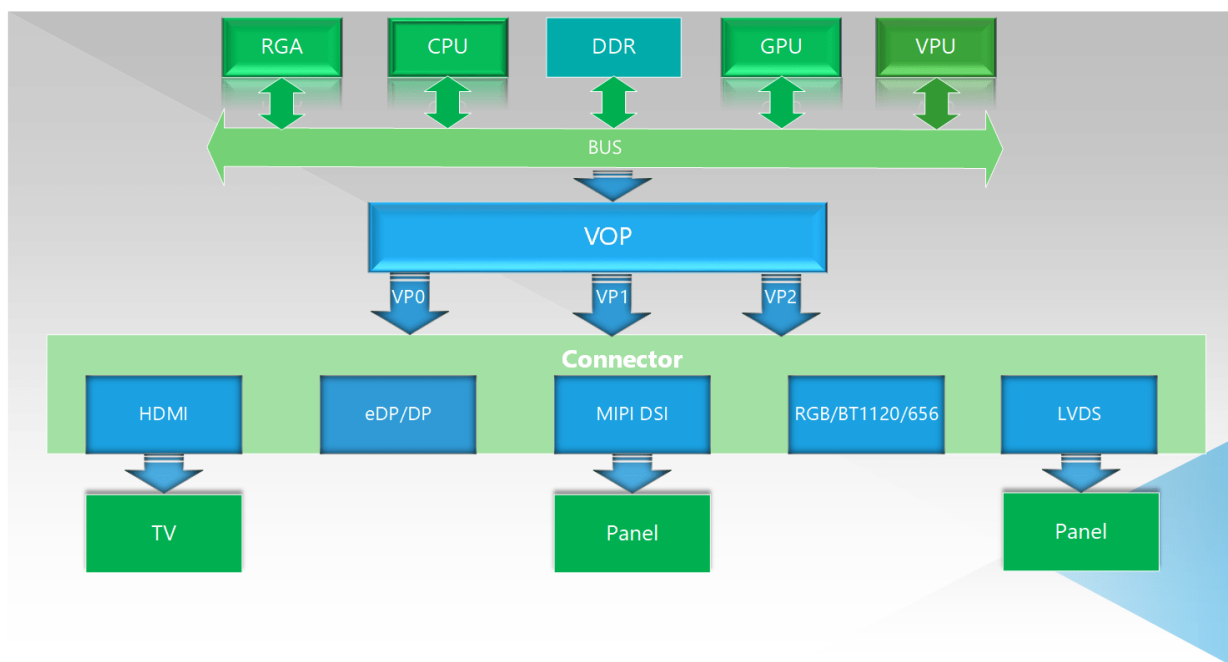 RGA
CPU
DDR
GPU
VPU
BUS
VOP
VP0
VP1
VP2
Connector
HDMI
eDP/DP
MIPI DSI
RGB/BT1120/656
LVDS
TV
Panel
Panel